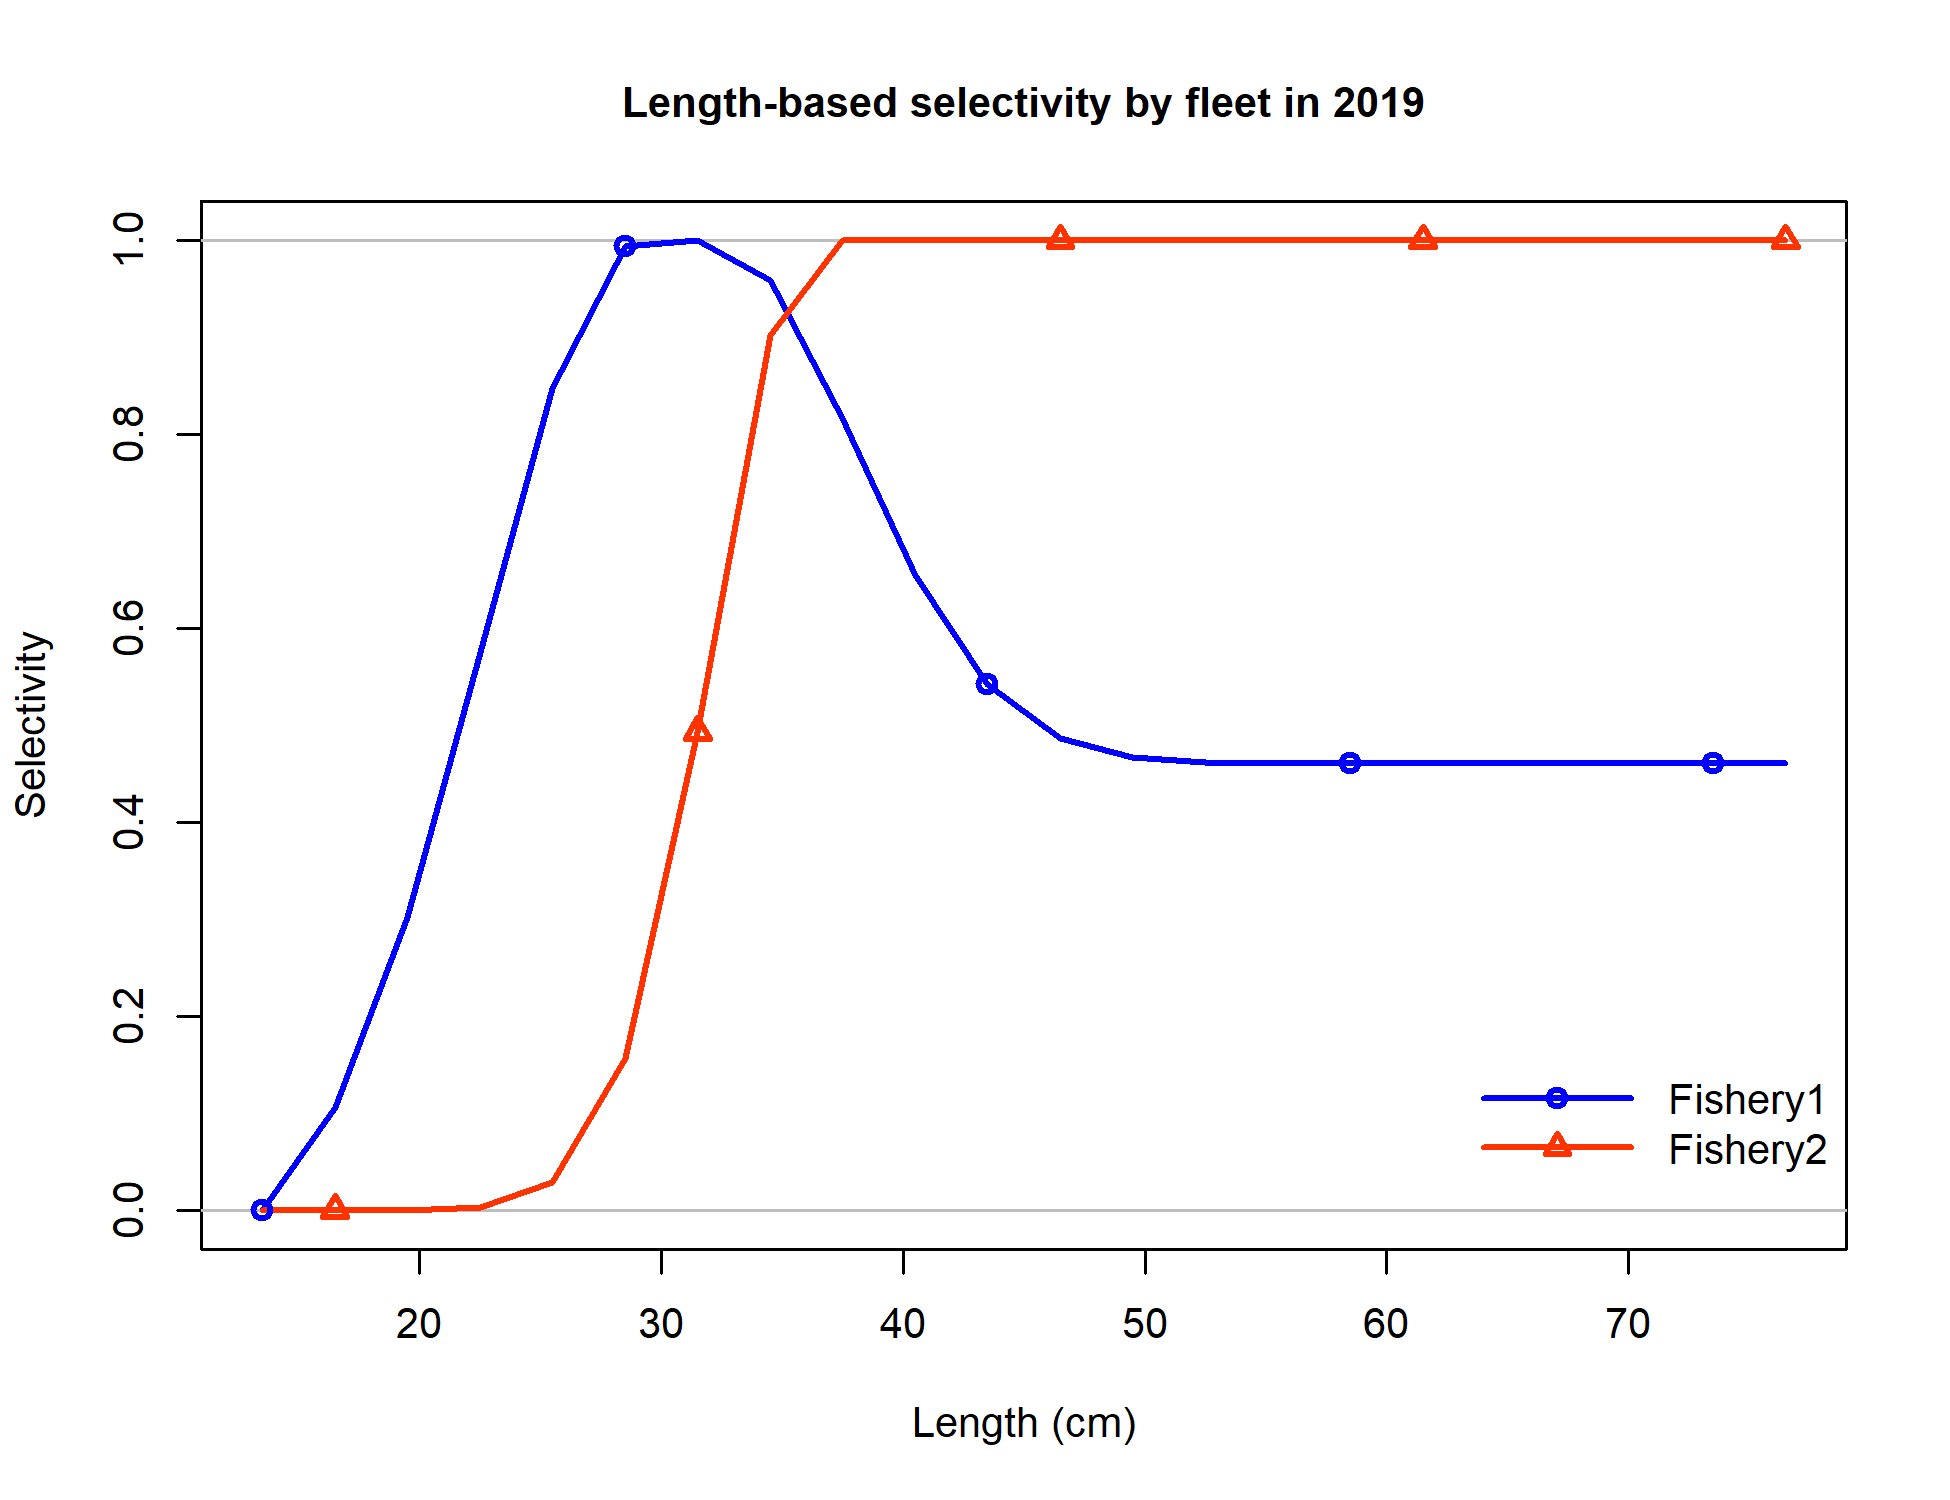 Length-based selectivity by fleet in 2019
Selectivity
1.0
0.8
0.6
0.4
0.2
0.0
20 30 40 50 60 70
Length (cm)
Fishery1
Fishery2